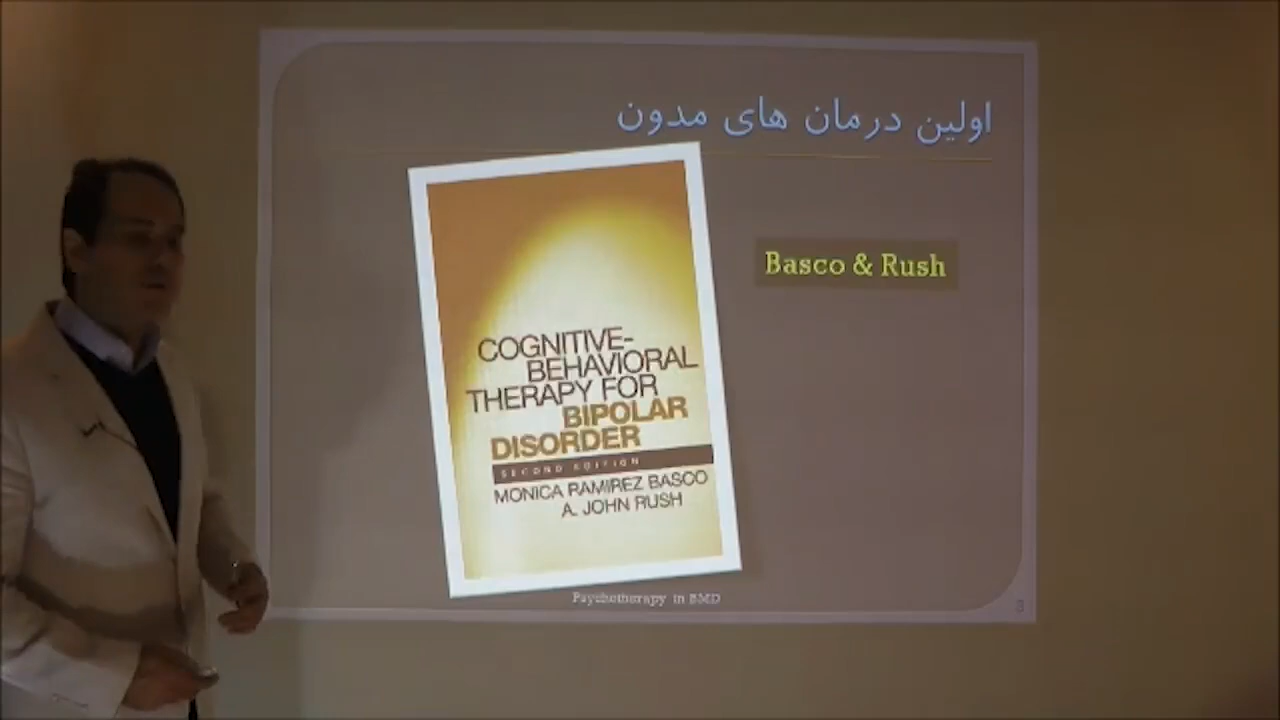 اولین درمان های مدون
Basco & Rush
COGNITIVE-
BEHAVIORAL
THERAPY FOR
BIPOLAR
DISORDER
SECOND EDITION
MONICA RAMIREZ BASCO
A. JOHN RUSH
Psychotherapy in BMD
3